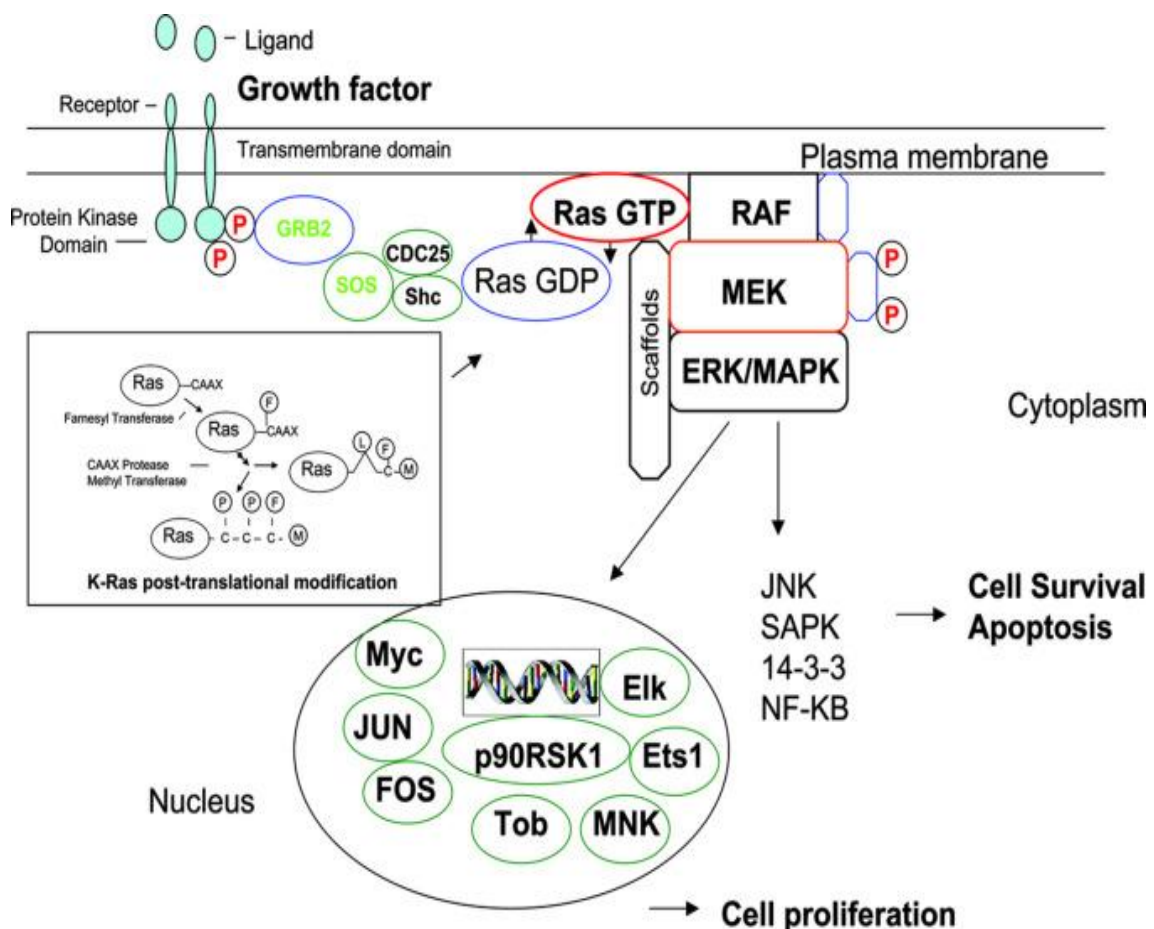 Ligand
Growth factor
Receptor
Transmembrane domain
Plasma membrane
Protein Kinase
Domain
P
P
GRB2
SOS
CDC25
Shc
Ras GDP
Ras GTP
RAF
MEK
P
P
ERK/MAPK
Scaffolds
Cytoplasm
Ras
CAAX
Farnesyl Transferase
F
Ras
CAAX
CAAX Protease
Methyl Transferase
L
F
Ras
C
M
P
P
F
Ras
C
C
C
M
K-Ras post-translational modification
JNK
SAPK
14-3-3
NF-KB
Cell Survival
Apoptosis
Myc
Elk
JUN
p90RSK1
Ets1
FOS
Tob
MNK
Nucleus
Cell proliferation